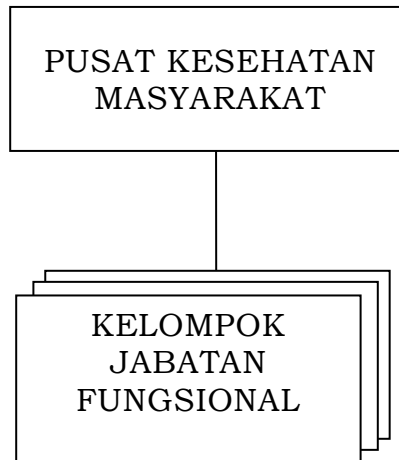 PUSAT KESEHATAN
MASYARAKAT
KELOMPOK
JABATAN
FUNGSIONAL